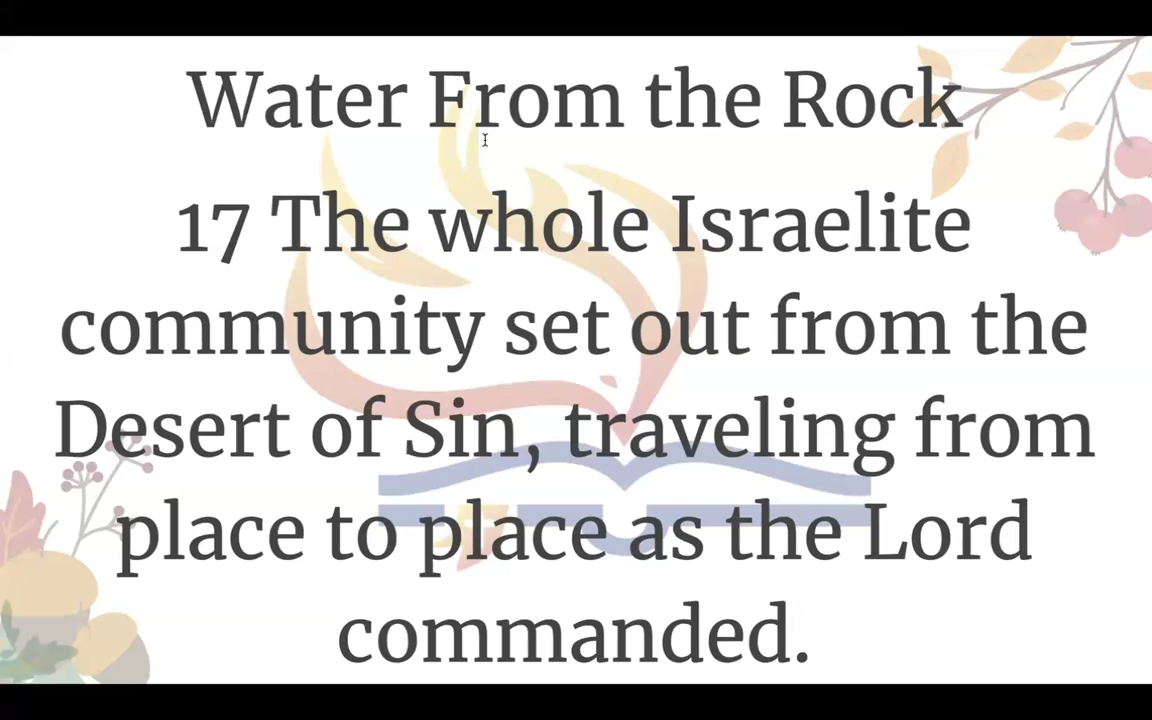 Water From the Rock
17 The whole Israelite
community set out from the
Desert of Sin, traveling from
place to place as the Lord
commanded.